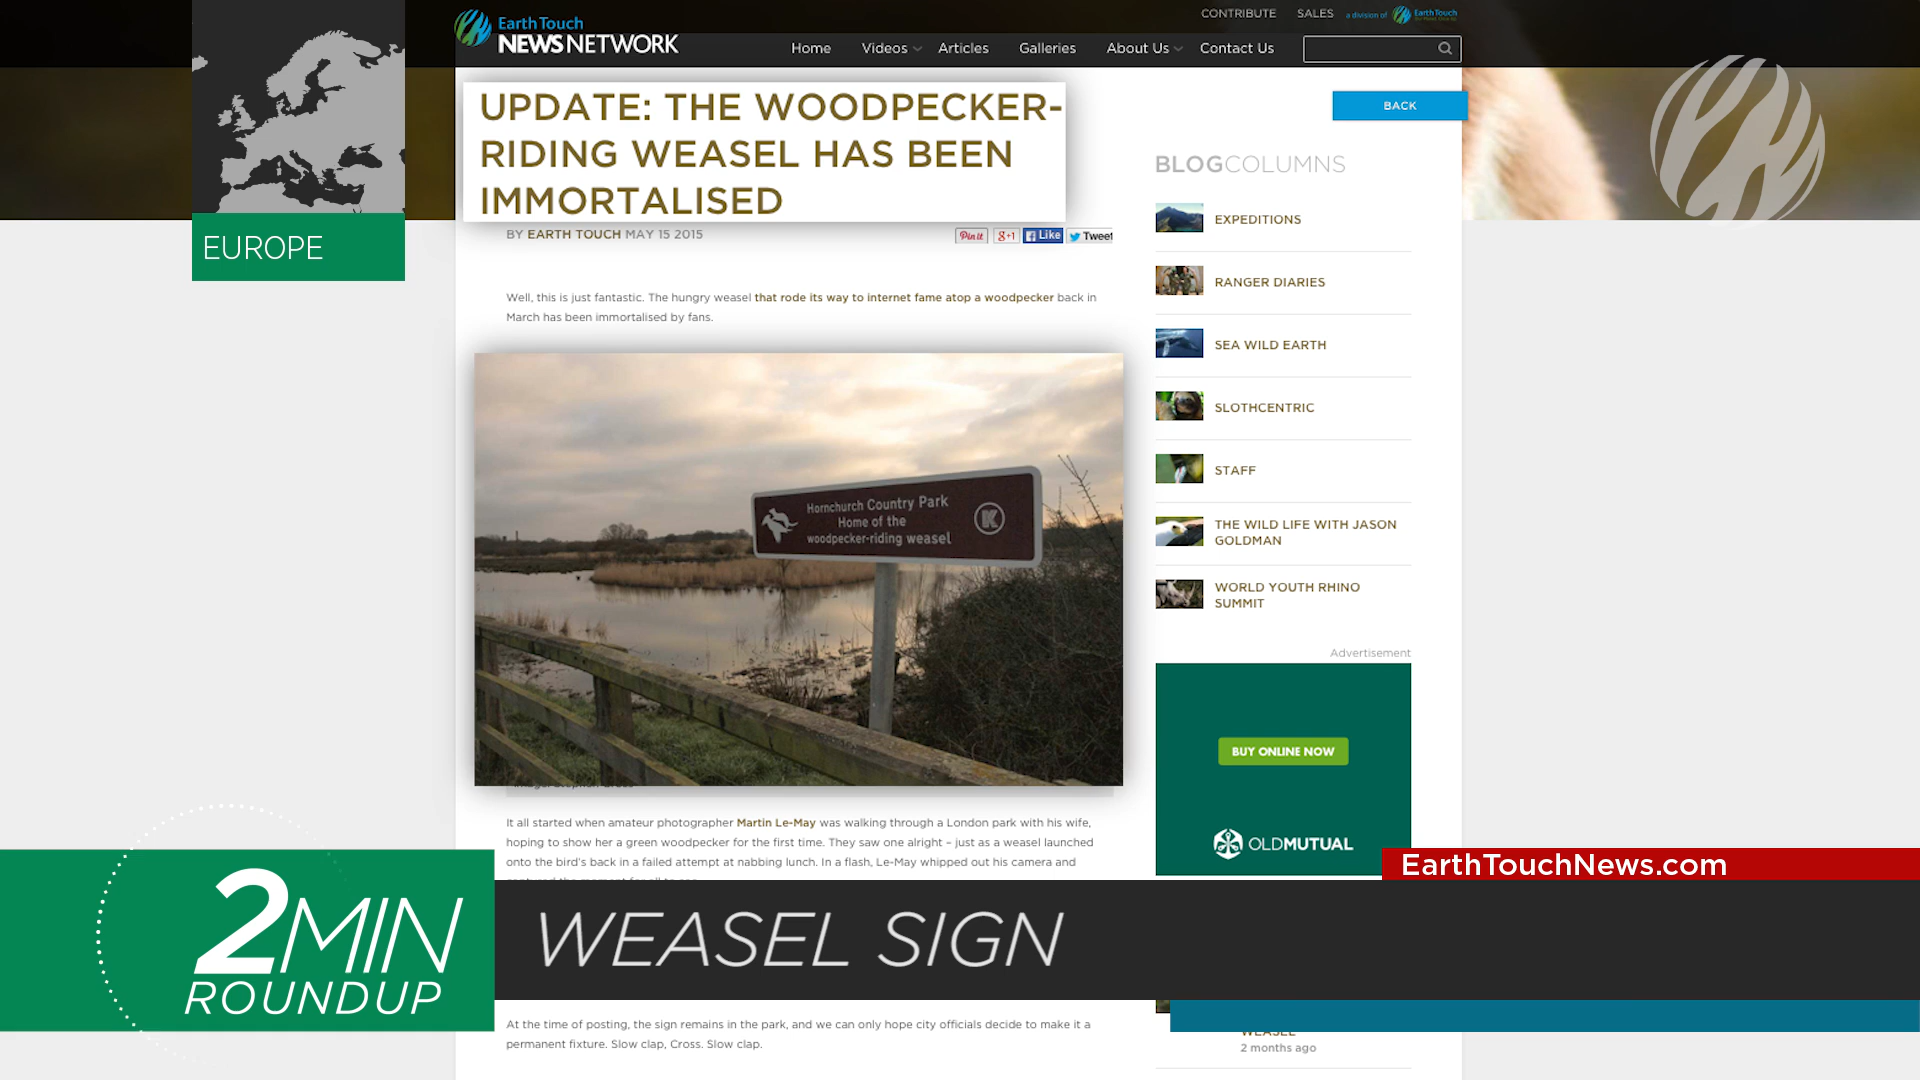 CONTRIBUTE SALES a division of EarthTouch
EarthTouch
NEWS NETWORK
Home Videos Articles Galleries About Us Contact Us
UPDATE: THE WOODPECKER-
RIDING WEASEL HAS BEEN
IMMORTALISED
BACK
EUROPE
BY EARTH TOUCH MAY 15 2015
Pin it g+1 Like Tweet
Well, this is just fantastic. The hungry weasel that rode its way to internet fame atop a woodpecker back in
March has been immortalised by fans.
Hornchurch Country Park
Home of the
woodpecker-riding weasel
K
BLOGCOLUMNS
EXPEDITIONS
RANGER DIARIES
SEA WILD EARTH
SLOTHCENTRIC
STAFF
THE WILD LIFE WITH JASON
GOLDMAN
WORLD YOUTH RHINO
SUMMIT
Advertisement
BUY ONLINE NOW
OLDMUTUAL
It all started when amateur photographer Martin Le-May was walking through a London park with his wife,
hoping to show her a green woodpecker for the first time. They saw one alright – just as a weasel launched
onto the bird's back in a failed attempt at nabbing lunch. In a flash, Le-May whipped out his camera and
EarthTouchNews.com
2MIN
ROUNDUP
WEASEL SIGN
At the time of posting, the sign remains in the park, and we can only hope city officials decide to make it a
permanent fixture. Slow clap, Cross. Slow clap.
WEASEL
2 months ago